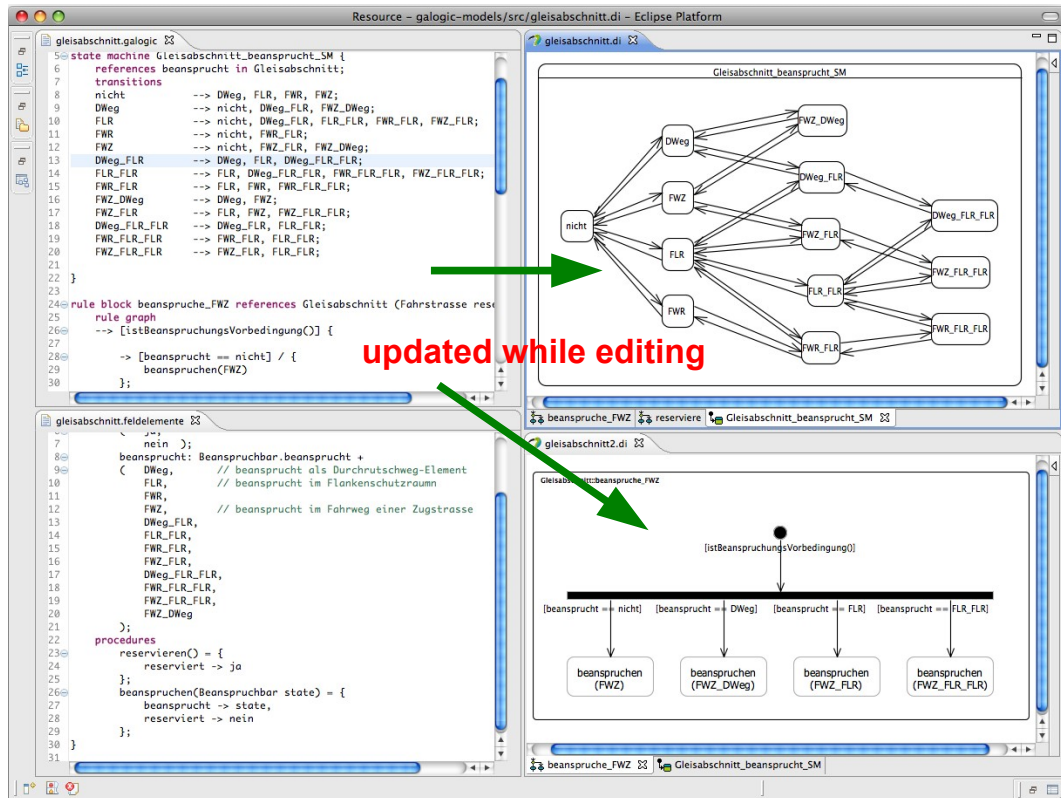 Resource – galogic-models/src/gleisabschnitt.di – Eclipse Platform
gleisabschnitt.galogic
5 state machine Gleisabschnitt_beansprucht_SM {
6 references beansprucht in Gleisabschnitt;
7 transitions
8 nicht --> DWeg, FLR, FWR, FWZ;
9 DWeg --> nicht, DWeg_FLR, FWZ_DWeg;
10 FLR --> nicht, DWeg_FLR, FLR_FLR, FWR_FLR, FWZ_FLR;
11 FWR --> nicht, FWR_FLR;
12 FWZ --> nicht, FWZ_FLR, FWZ_DWeg;
13 DWeg_FLR --> DWeg, FLR, DWeg_FLR_FLR;
14 FLR_FLR --> FLR, DWeg_FLR_FLR, FWR_FLR_FLR, FWZ_FLR_FLR;
15 FWR_FLR --> FLR, FWR, FWR_FLR_FLR;
16 FWZ_DWeg --> DWeg, FWZ;
17 FWZ_FLR --> FLR, FWZ, FWZ_FLR_FLR;
18 DWeg_FLR_FLR --> DWeg_FLR, FLR_FLR;
19 FWR_FLR_FLR --> FWR_FLR, FLR_FLR;
20 FWZ_FLR_FLR --> FWZ_FLR, FLR_FLR;
21
22 }
23
24 rule block beanspruche_FWZ references Gleisabschnitt (Fahrstrasse rese
25 rule graph
26 --> [istBeanspruchungsVorbedingung()] {
27
28 -> [beansprucht == nicht] / {
29 beanspruchen(FWZ)
30 };
gleisabschnitt.di
Gleisabschnitt_beansprucht_SM
FWZ_DWeg
DWeg
DWeg_FLR
FWZ
DWeg_FLR_FLR
nicht
FWZ_FLR
FLR
FWZ_FLR_FLR
FLR_FLR
FWR
FWR_FLR_FLR
FWR_FLR
updated while editing
beanspruche_FWZ reserviere Gleisabschnitt_beansprucht_SM
gleisabschnitt.feldelemente
( ja,
7 nein );
8 beansprucht: Beanspruchbar.beansprucht +
9 ( DWeg, // beansprucht als Durchrutschweg-Element
10 FLR, // beansprucht im Flankenschutzraumn
11 FWR,
12 FWZ, // beansprucht im Fahrweg einer Zugstrasse
13 DWeg_FLR,
14 FLR_FLR,
15 FWR_FLR,
16 FWZ_FLR,
17 DWeg_FLR_FLR,
18 FWR_FLR_FLR,
19 FWZ_FLR_FLR,
20 FWZ_DWeg
21 );
22 procedures
23 reservieren() = {
24 reserviert -> ja
25 };
26 beanspruchen(Beanspruchbar state) = {
27 beansprucht -> state,
28 reserviert -> nein
29 };
30 }
31
gleisabschnitt2.di
Gleisabschnitt::beanspruche_FWZ
[istBeanspruchungsVorbedingung()]
[beansprucht == nicht] [beansprucht == DWeg] [beansprucht == FLR] [beansprucht == FLR_FLR]
beanspruchen (FWZ)
beanspruchen (FWZ_DWeg)
beanspruchen (FWZ_FLR)
beanspruchen (FWZ_FLR_FLR)
beanspruche_FWZ Gleisabschnitt_beansprucht_SM